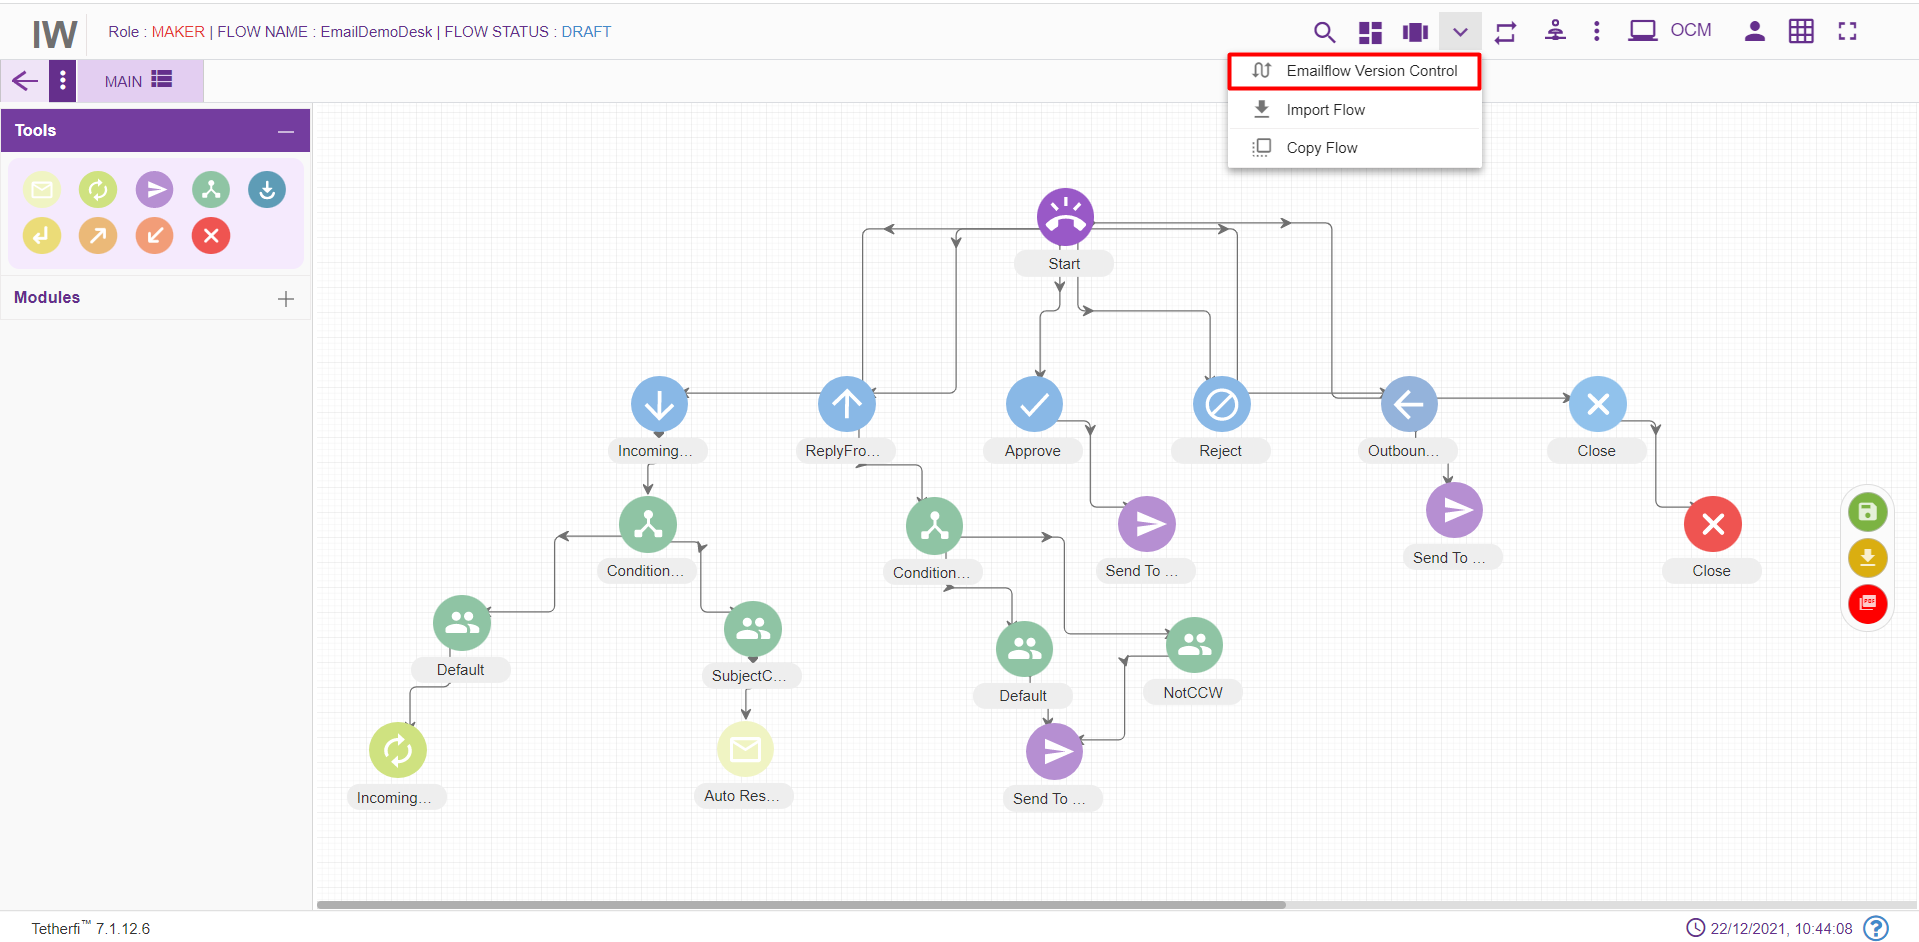 IW
Role : MAKER | FLOW NAME : EmailDemoDesk | FLOW STATUS : DRAFT
OCM
Emailflow Version Control
Import Flow
Copy Flow
MAIN
Tools
Modules
Start
Incoming...
ReplyFro...
Approve
Reject
Outboun...
Close
Condition...
Condition...
Send To ...
Send To ...
Close
Default
SubjectC...
Default
NotCCW
Incoming...
Auto Res...
Send To ...
PDF
Tetherfi™ 7.1.12.6
22/12/2021, 10:44:08
?